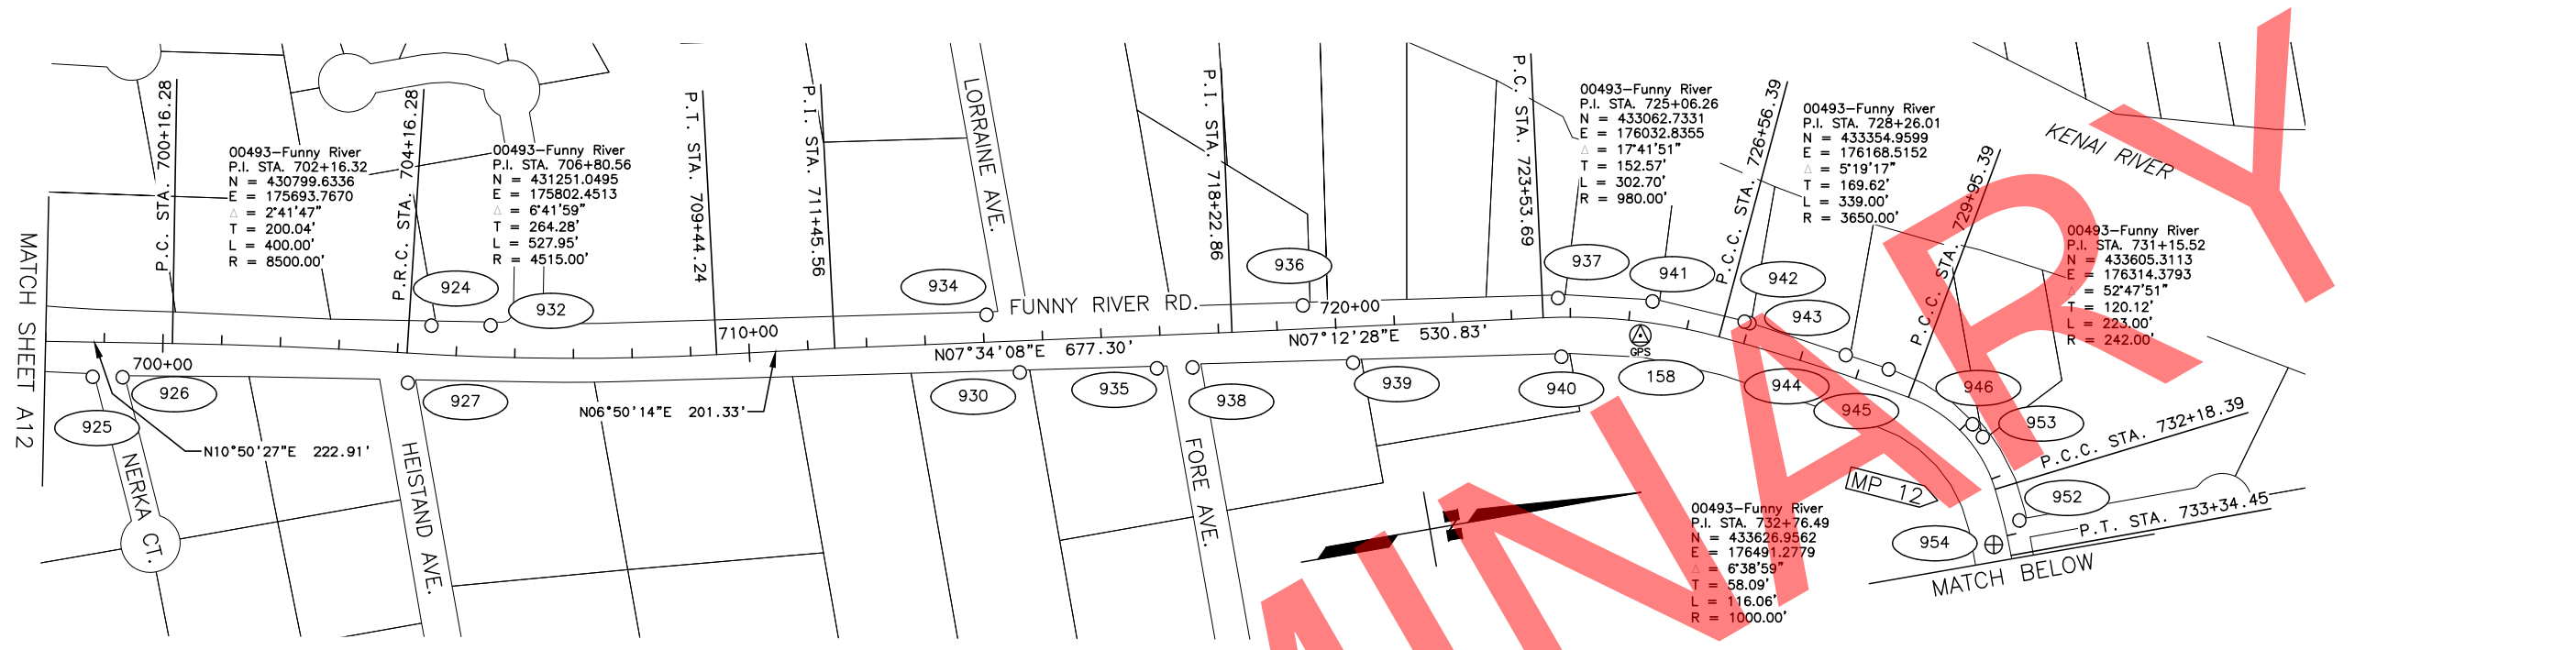 MATCH SHEET A12
P.C. STA. 700+16.28
00493-Funny River
P.I. STA. 702+16.32
N = 430799.6336
E = 175693.7670
Δ = 2°41'47"
T = 200.04'
L = 400.00'
R = 8500.00'
P.R.C. STA. 704+16.28
00493-Funny River
P.I. STA. 706+80.56
N = 431251.0495
E = 175802.4513
Δ = 6°41'59"
T = 264.28'
L = 527.95'
R = 4515.00'
P.T. STA. 709+44.24
P.I. STA. 711+45.56
LORRAINE AVE.
P.I. STA. 718+22.86
P.C. STA. 723+53.69
00493-Funny River
P.I. STA. 725+06.26
N = 433062.7331
E = 176032.8355
Δ = 17°41'51"
T = 152.57'
L = 302.70'
R = 980.00'
P.C.C. STA. 726+56.39
00493-Funny River
P.I. STA. 728+26.01
N = 433354.9599
E = 176168.5152
Δ = 5°19'17"
T = 169.62'
L = 339.00'
R = 3650.00'
P.C.C. STA. 729+95.39
KENAI RIVER
00493-Funny River
P.I. STA. 731+15.52
N = 433605.3113
E = 176314.3793
Δ = 52°47'51"
T = 120.12'
L = 223.00'
R = 242.00'
924
932
934
936
937
941
942
943
FUNNY RIVER RD.
700+00
710+00
720+00
N07°34'08"E 677.30'
N07°12'28"E 530.83'
GPS
925
926
927
930
935
938
939
940
158
944
945
946
953
N06°50'14"E 201.33'
N10°50'27"E 222.91'
NERKA CT.
HEISTAND AVE.
FORE AVE.
P.C.C. STA. 732+18.39
MP 12
952
954
P.T. STA. 733+34.45
MATCH BELOW
00493-Funny River
P.I. STA. 732+76.49
N = 433626.9562
E = 176491.2779
Δ = 6°38'59"
T = 58.09'
L = 116.06'
R = 1000.00'
INARY